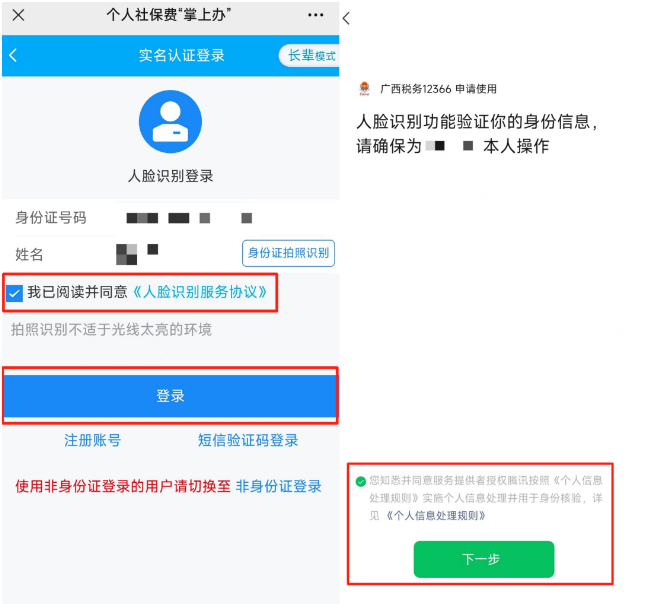 个人社保费“掌上办”
实名认证登录
长辈模式
人脸识别登录
身份证号码
姓名
身份证拍照识别
我已阅读并同意《人脸识别服务协议》
拍照识别不适于光线太亮的环境
登录
注册账号
短信验证码登录
使用非身份证登录的用户请切换至 非身份证登录
广西税务12366 申请使用
人脸识别功能验证你的身份信息，
请确保为 本人操作
您知悉并同意服务提供者授权腾讯按照《个人信息
处理规则》实施个人信息处理并用于身份核验，详
见 《个人信息处理规则》
下一步